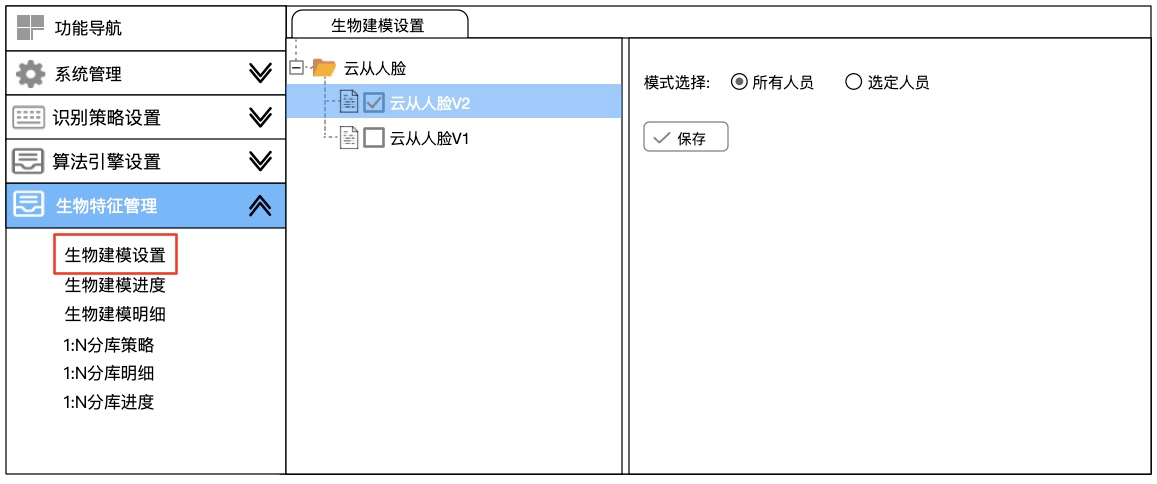 功能导航
系统管理
识别策略设置
算法引擎设置
生物特征管理
生物建模设置
生物建模进度
生物建模明细
1:N分库策略
1:N分库明细
1:N分库进度
生物建模设置
云从人脸
云从人脸V2
云从人脸V1
模式选择: 所有人员 选定人员
保存